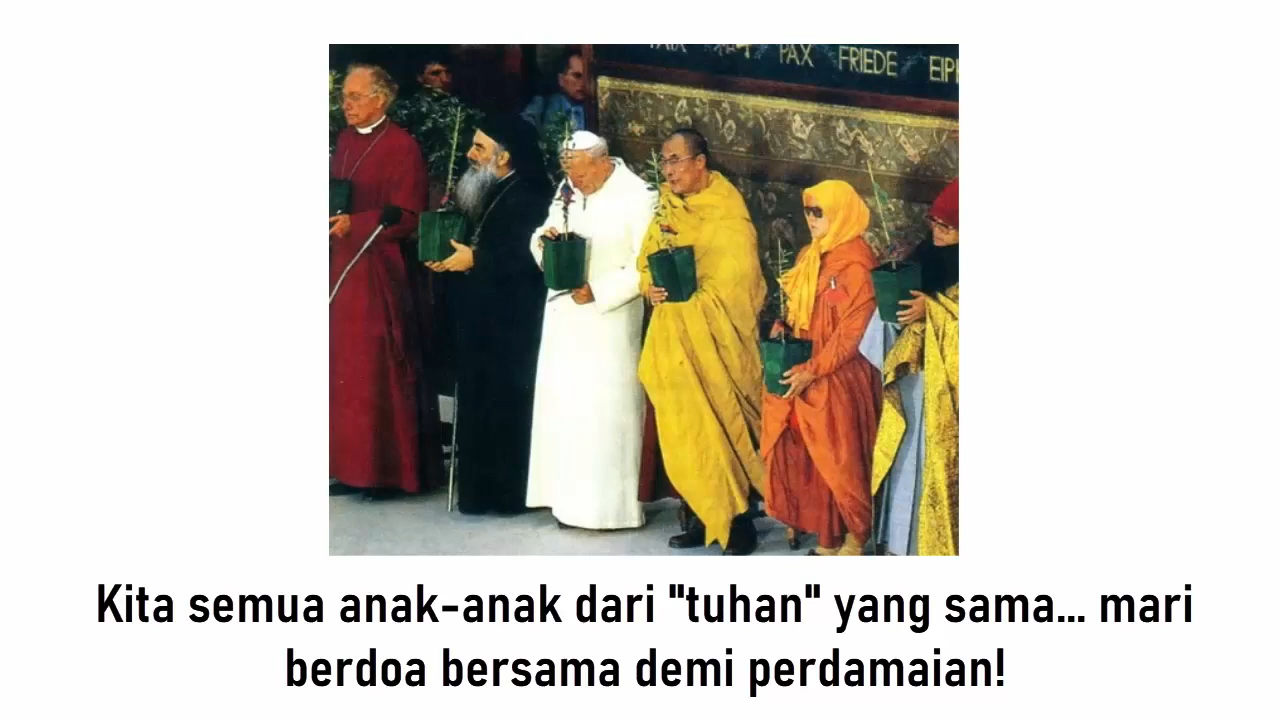 PAX FRIEDE
Kita semua anak-anak dari "tuhan" yang sama... mari
berdoa bersama demi perdamaian!